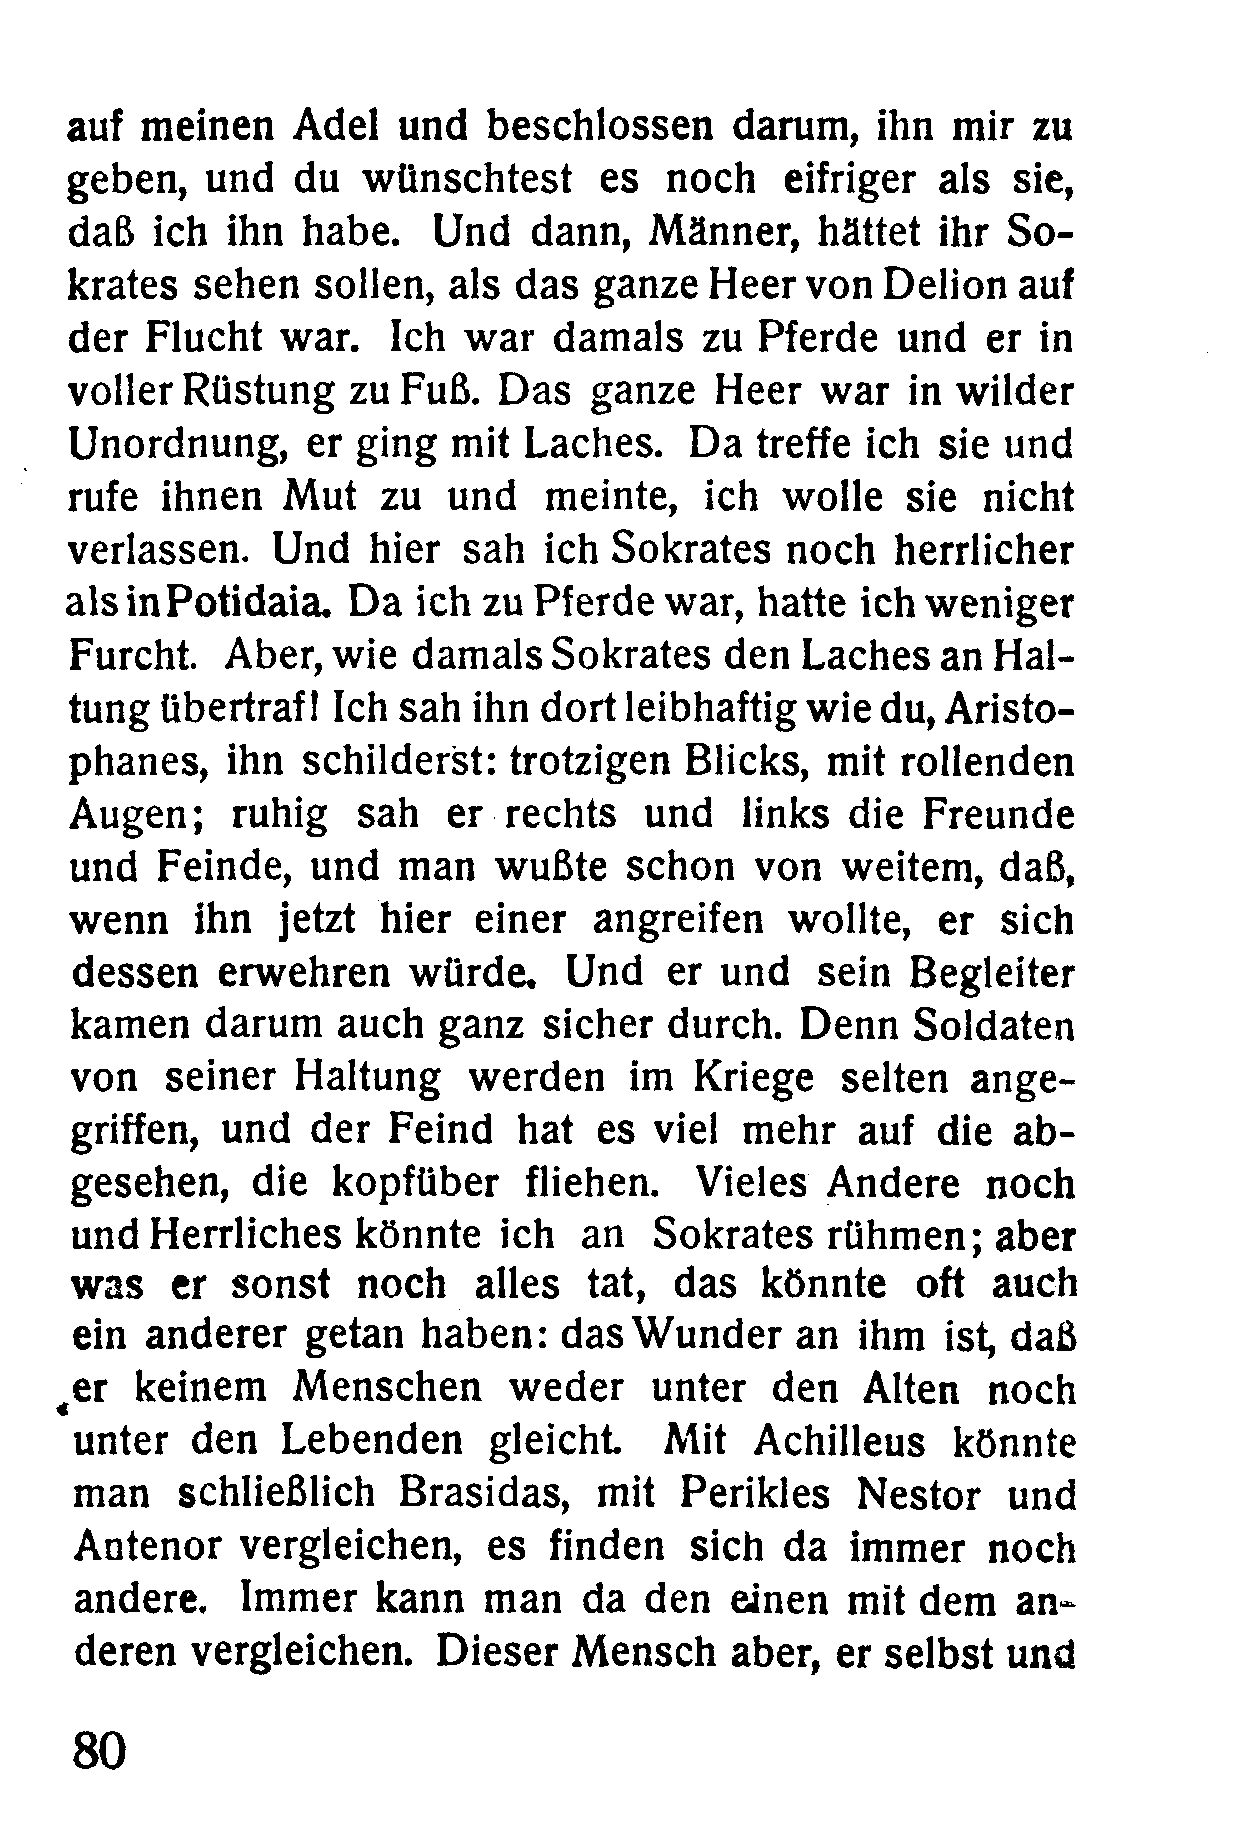 auf meinen Adel und beschlossen darum, ihn mir zu
geben, und du wünschtest es noch eifriger als sie,
daß ich ihn habe. Und dann, Männer, hättet ihr So-
krates sehen sollen, als das ganze Heer von Delion auf
der Flucht war. Ich war damals zu Pferde und er in
voller Rüstung zu Fuß. Das ganze Heer war in wilder
Unordnung, er ging mit Laches. Da treffe ich sie und
rufe ihnen Mut zu und meinte, ich wolle sie nicht
verlassen. Und hier sah ich Sokrates noch herrlicher
als in Potidaia. Da ich zu Pferde war, hatte ich weniger
Furcht. Aber, wie damals Sokrates den Laches an Hal-
tung übertraf! Ich sah ihn dort leibhaftig wie du, Aristo-
phanes, ihn schilderst: trotzigen Blicks, mit rollenden
Augen; ruhig sah er rechts und links die Freunde
und Feinde, und man wußte schon von weitem, daß,
wenn ihn jetzt hier einer angreifen wollte, er sich
dessen erwehren würde. Und er und sein Begleiter
kamen darum auch ganz sicher durch. Denn Soldaten
von seiner Haltung werden im Kriege selten ange-
griffen, und der Feind hat es viel mehr auf die ab-
gesehen, die kopfüber fliehen. Vieles Andere noch
und Herrliches könnte ich an Sokrates rühmen; aber
was er sonst noch alles tat, das könnte oft auch
ein anderer getan haben: das Wunder an ihm ist, daß
er keinem Menschen weder unter den Alten noch
unter den Lebenden gleicht. Mit Achilleus könnte
man schließlich Brasidas, mit Perikles Nestor und
Antenor vergleichen, es finden sich da immer noch
andere. Immer kann man da den einen mit dem an-
deren vergleichen. Dieser Mensch aber, er selbst und
80